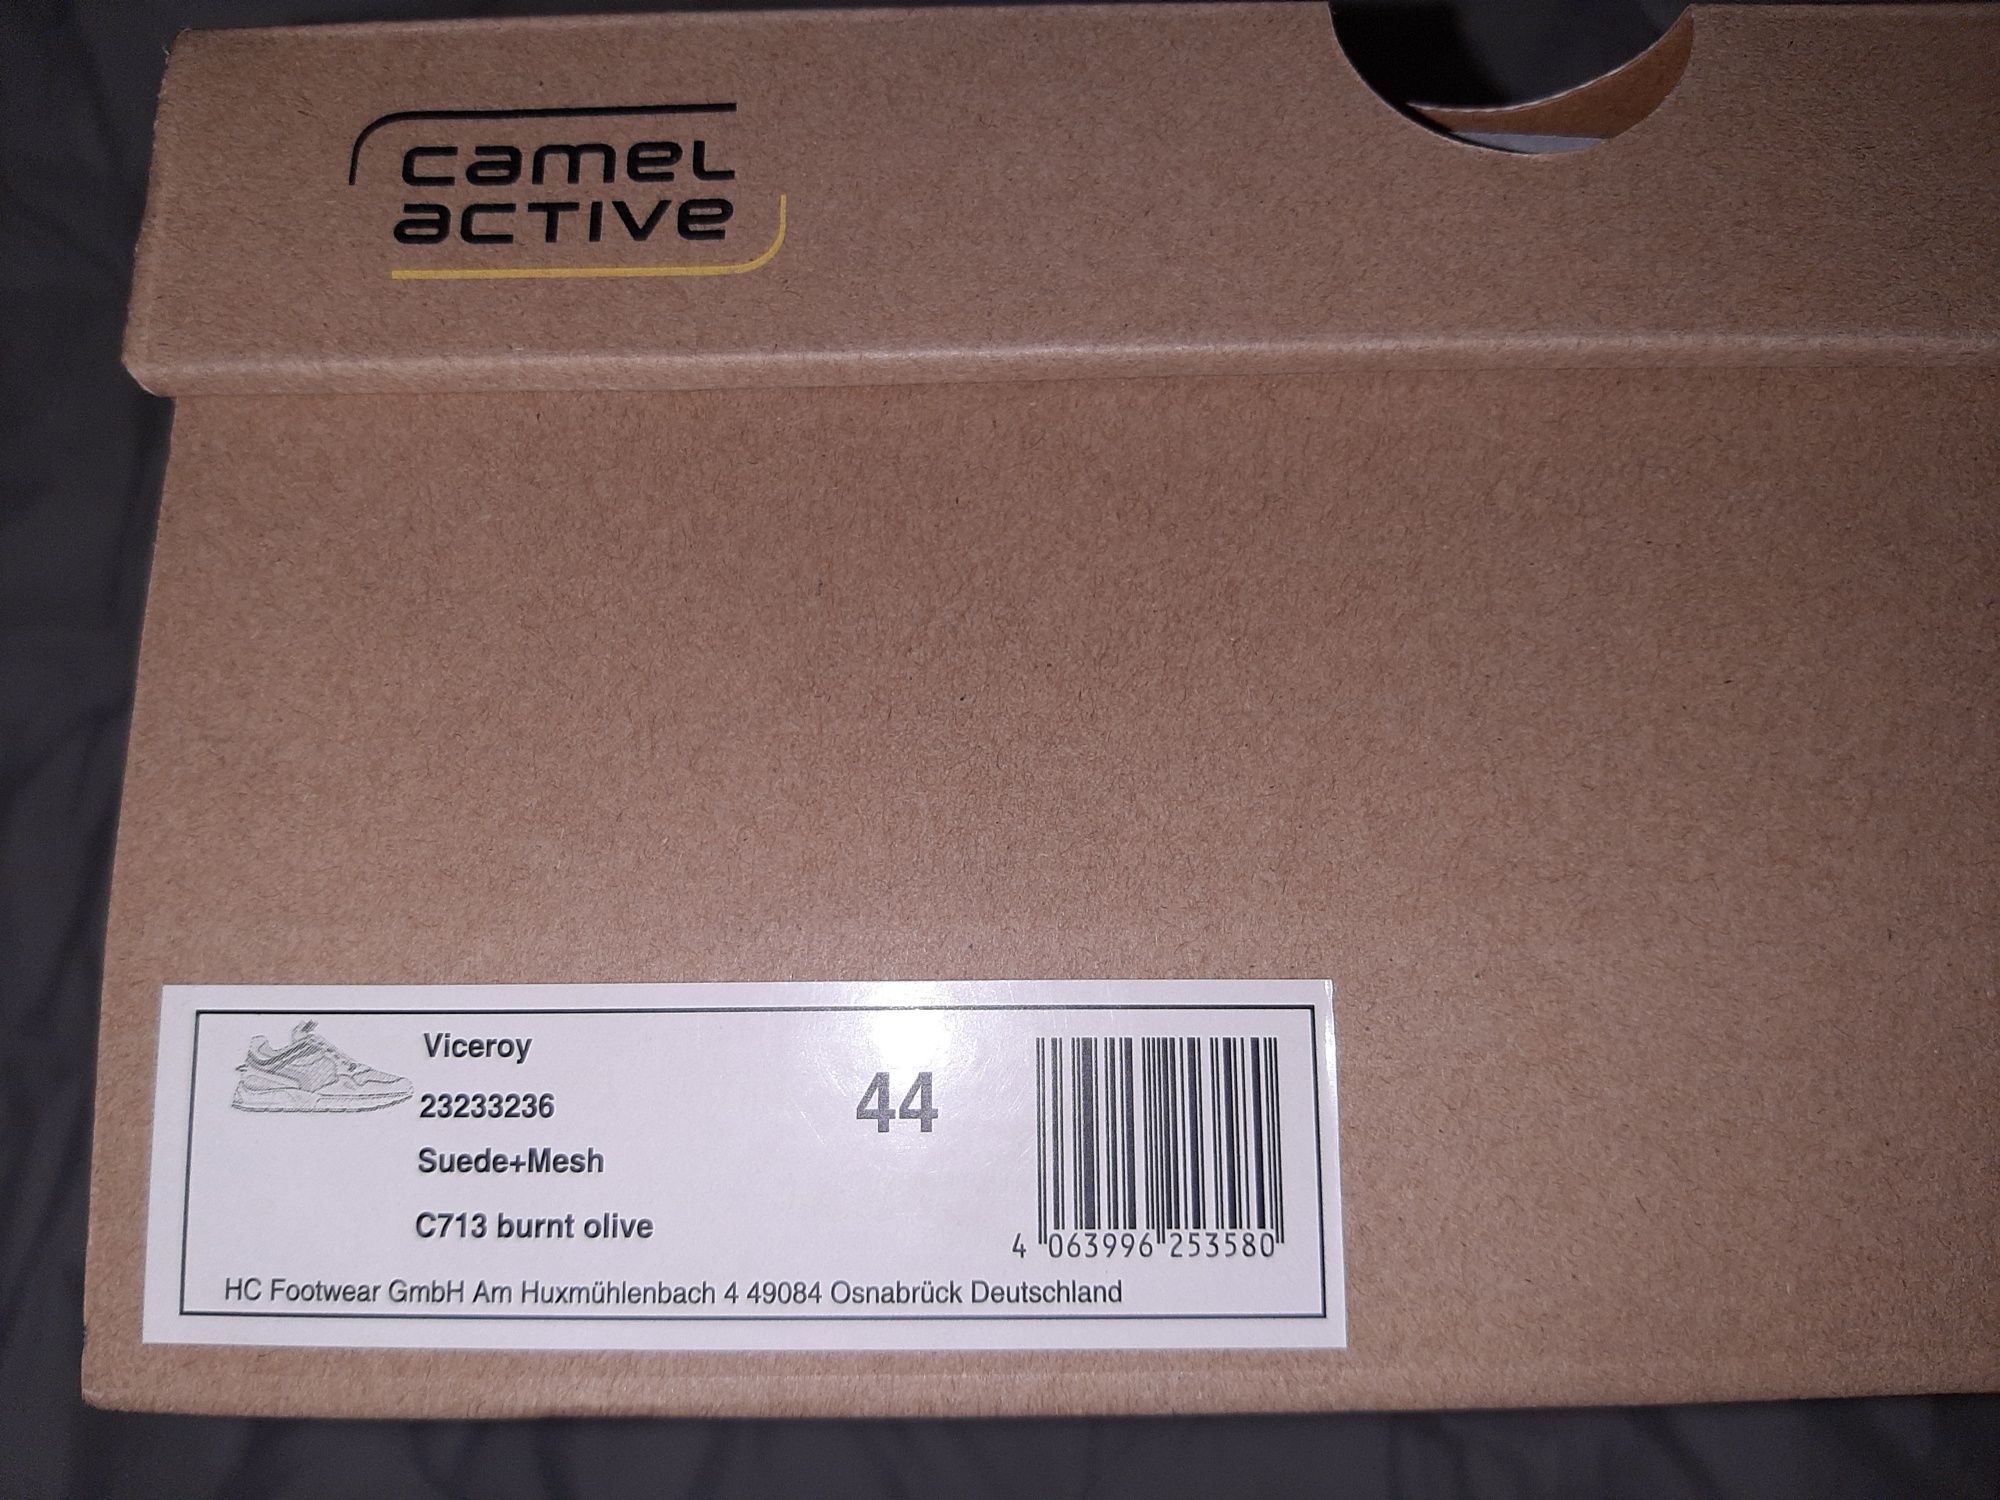 camel
active
Viceroy
23233236
44
Suede+Mesh
C713 burnt olive
4 063996 253580
HC Footwear GmbH Am Huxmühlenbach 4 49084 Osnabrück Deutschland